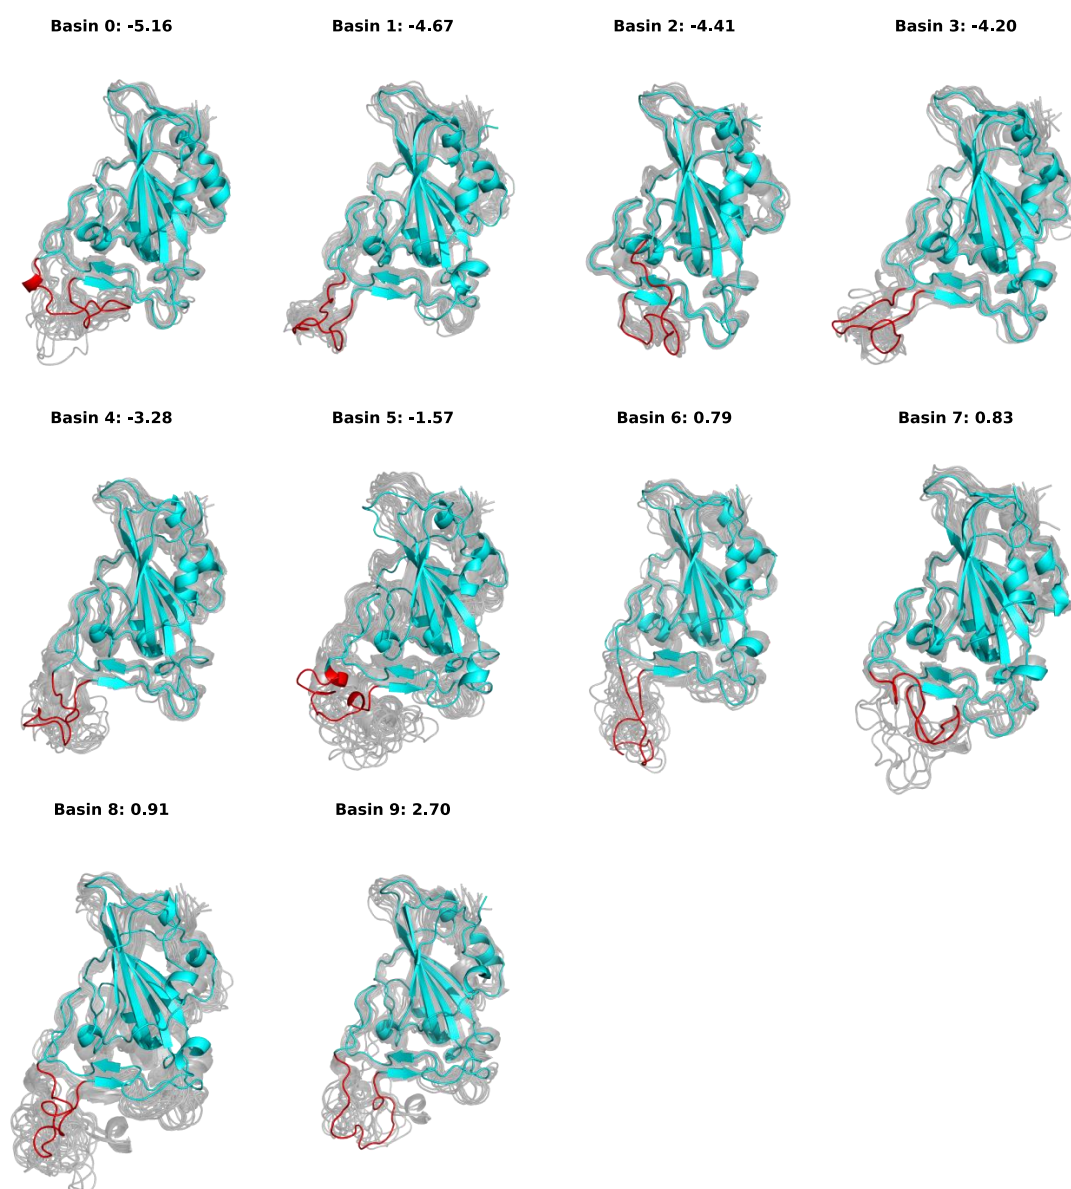 Basin 0: -5.16
Basin 1: -4.67
Basin 2: -4.41
Basin 3: -4.20
Basin 4: -3.28
Basin 5: -1.57
Basin 6: 0.79
Basin 7: 0.83
Basin 8: 0.91
Basin 9: 2.70